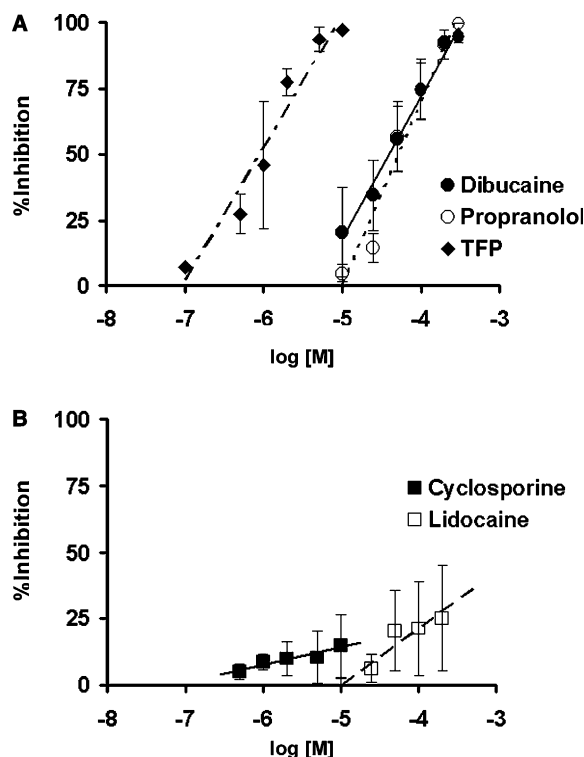 A
100
75
50
25
0
%Inhibition
Dibucaine
Propranolol
TFP
-8 -7 -6 -5 -4 -3
log [M]
B
100
75
50
25
0
%Inhibition
Cyclosporine
Lidocaine
-8 -7 -6 -5 -4 -3
log [M]